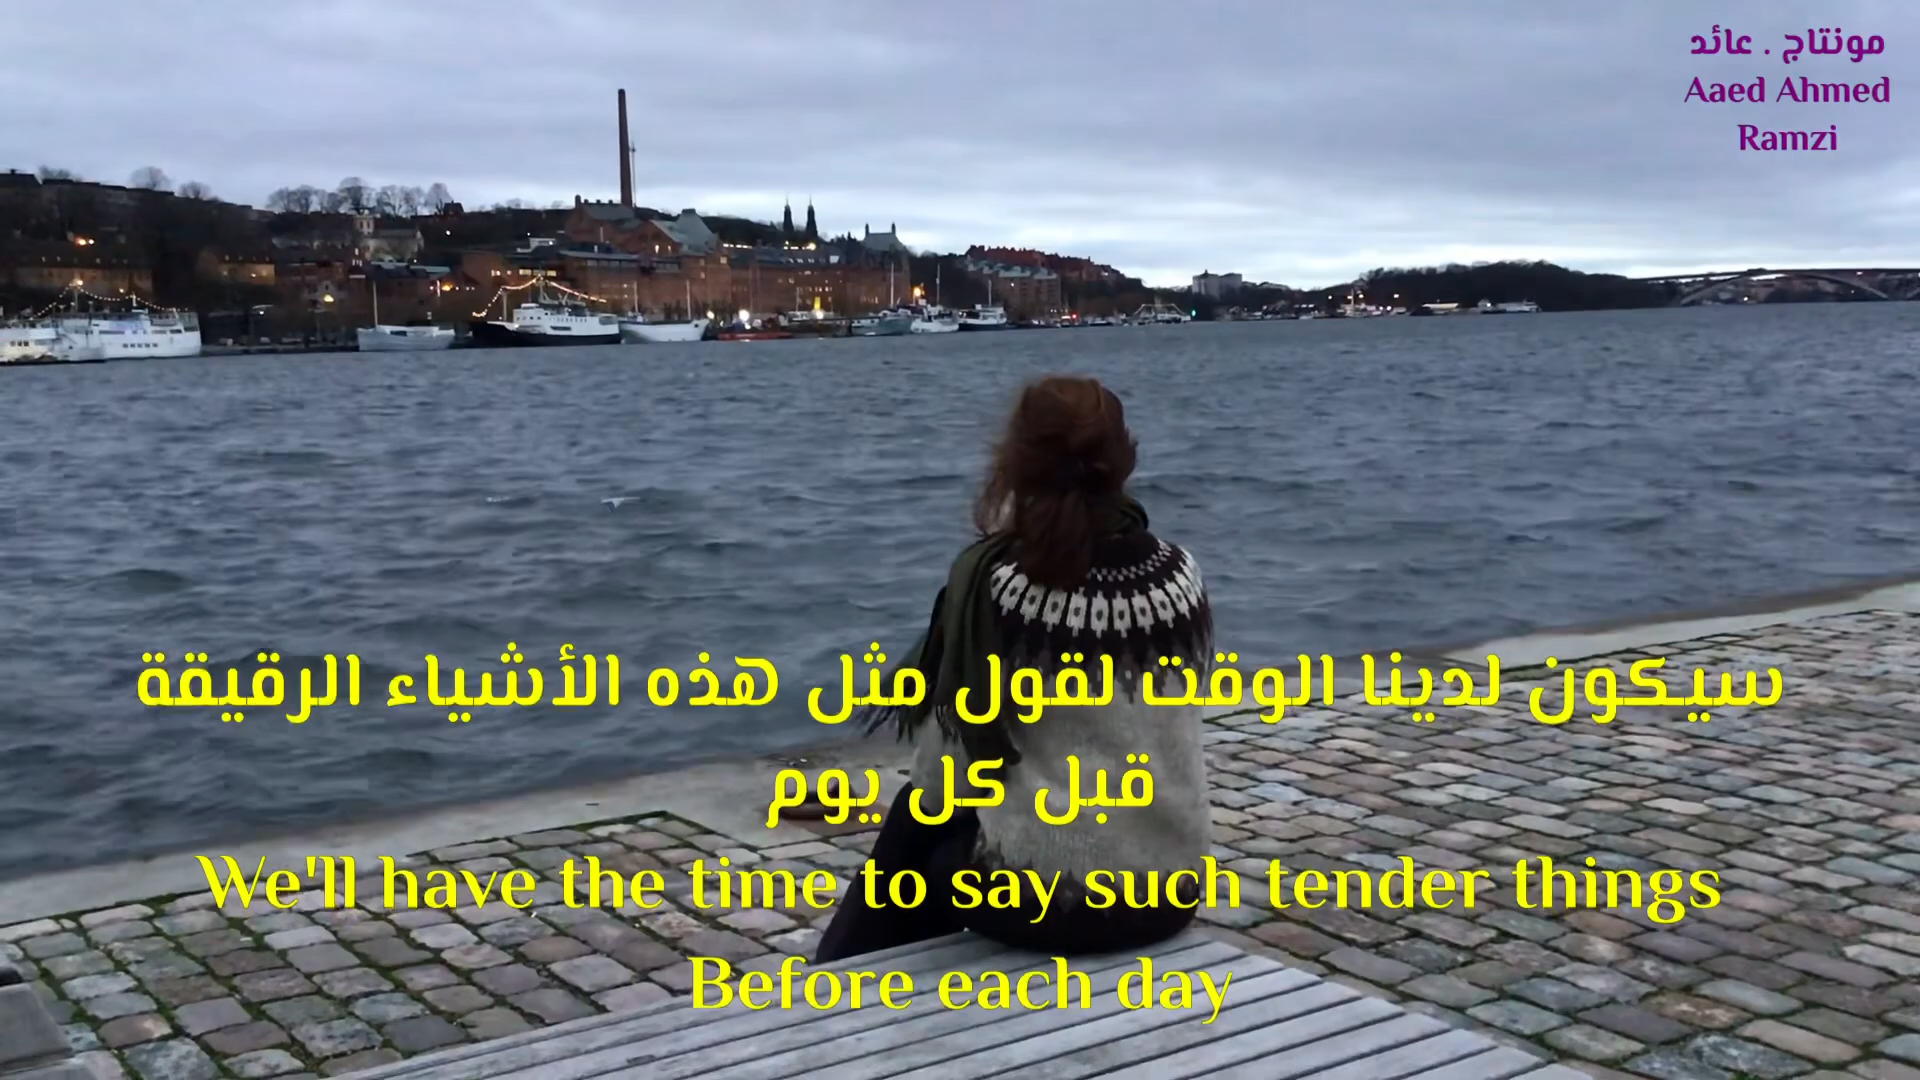 مونتاج . عائد
Aaed Ahmed
Ramzi
سيكون لدينا الوقت لقول مثل هذه الأشياء الرقيقة
قبل كل يوم
We'll have the time to say such tender things
Before each day